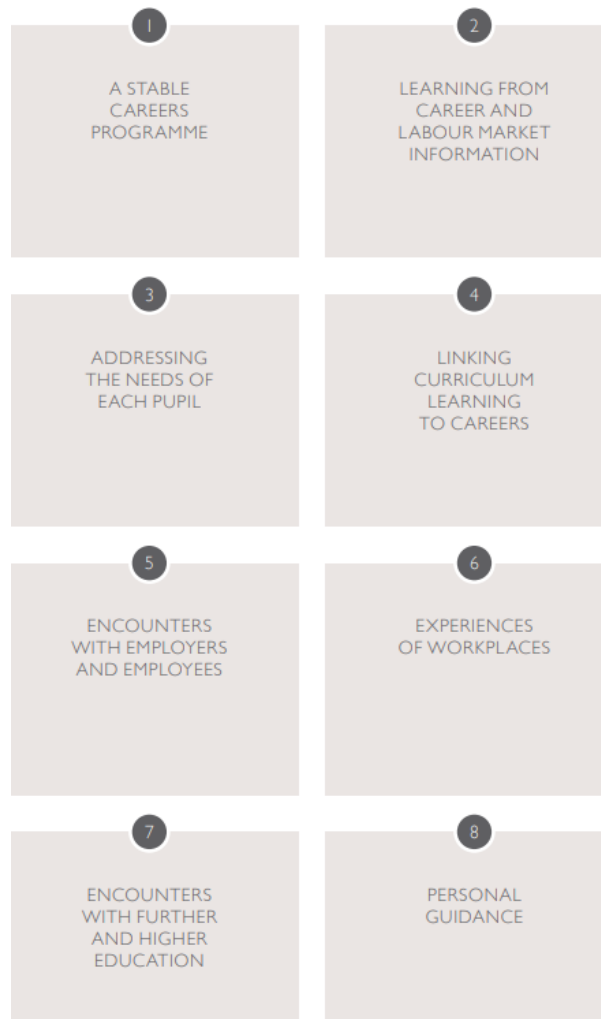 1
A STABLE
CAREERS
PROGRAMME
2
LEARNING FROM
CAREER AND
LABOUR MARKET
INFORMATION
3
ADDRESSING
THE NEEDS OF
EACH PUPIL
4
LINKING
CURRICULUM
LEARNING
TO CAREERS
5
ENCOUNTERS
WITH EMPLOYERS
AND EMPLOYEES
6
EXPERIENCES
OF WORKPLACES
7
ENCOUNTERS
WITH FURTHER
AND HIGHER
EDUCATION
8
PERSONAL
GUIDANCE